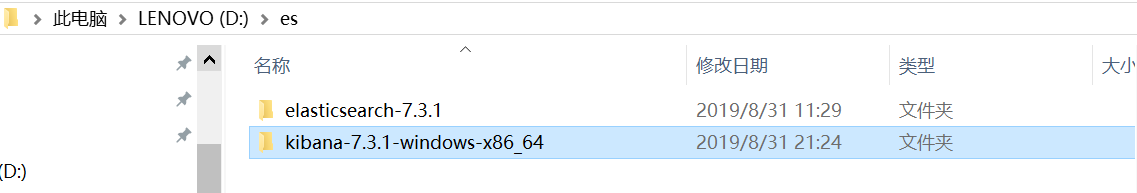 此电脑 > LENOVO (D:) > es
名称 修改日期 类型 大小
elasticsearch-7.3.1 2019/8/31 11:29 文件夹
kibana-7.3.1-windows-x86_64 2019/8/31 21:24 文件夹
(D:)